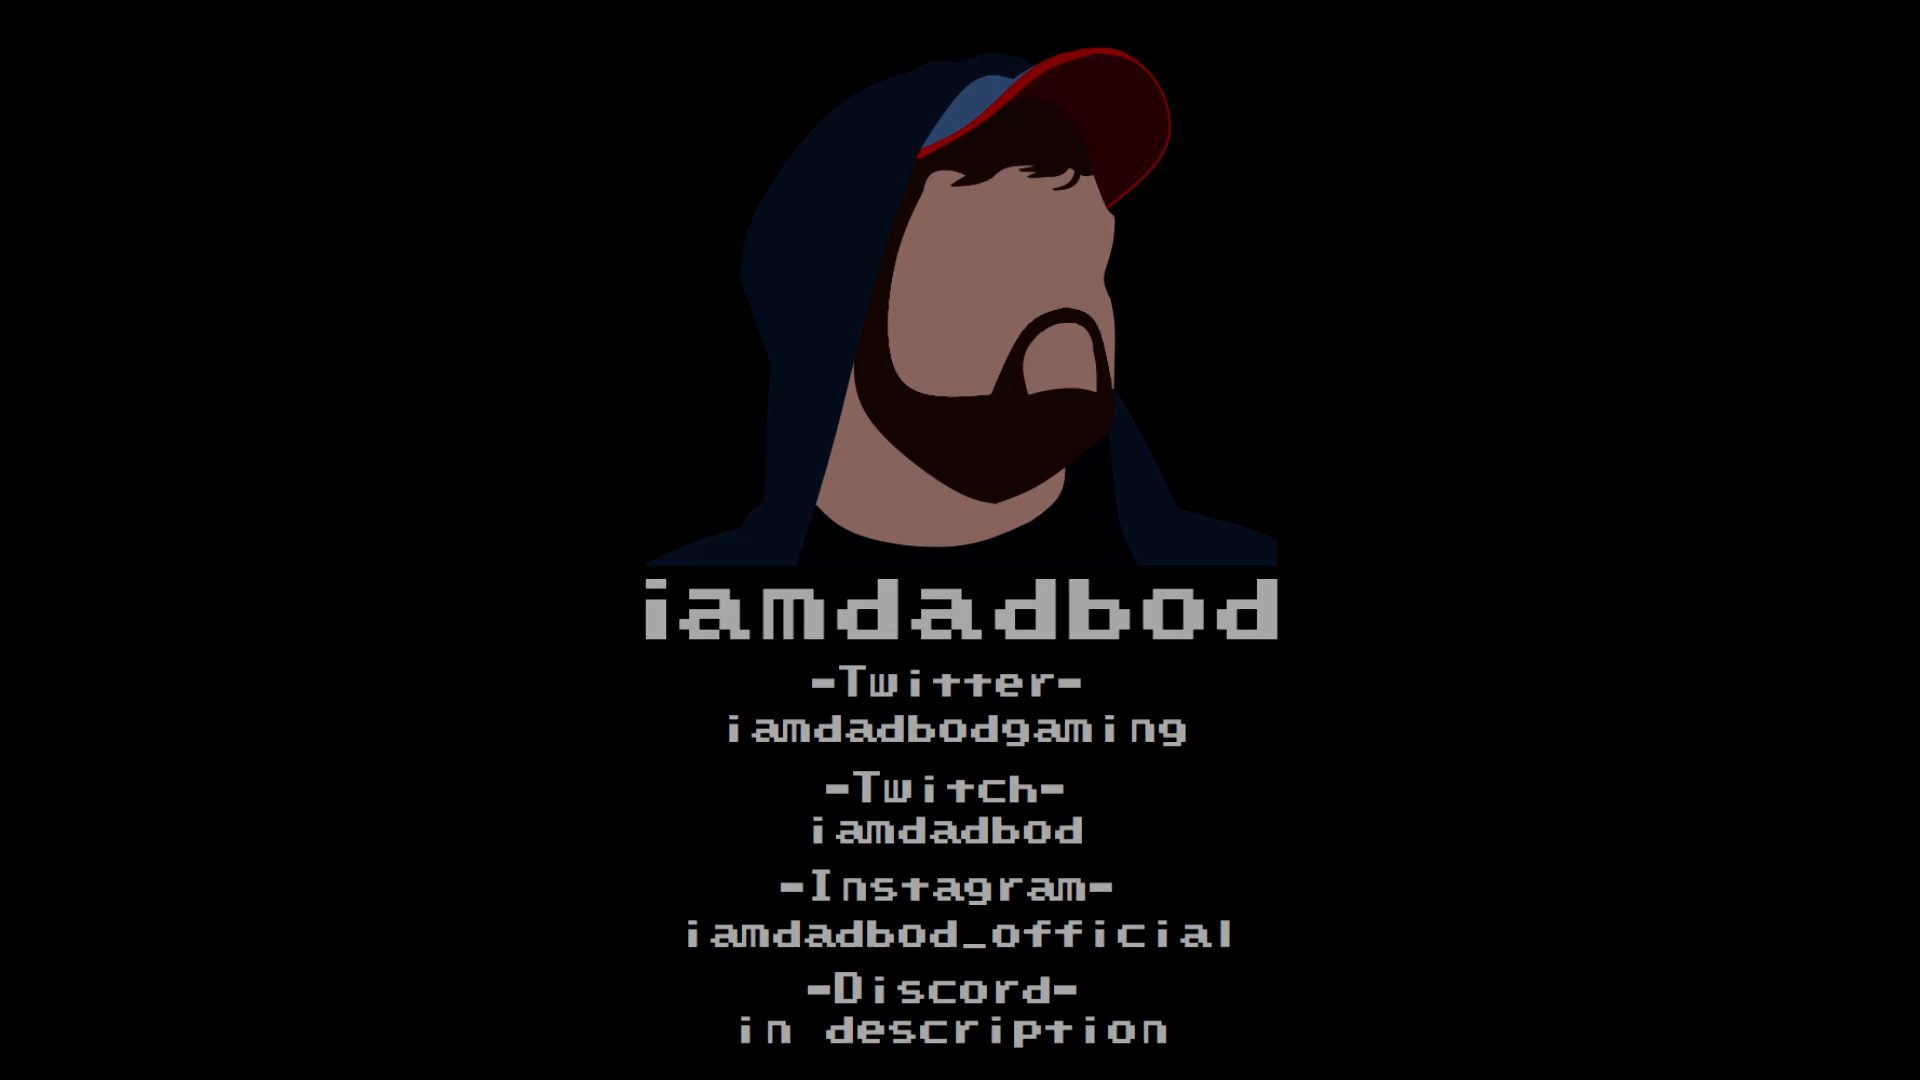 iamdadbod
-Twitter-
iamdadbodgaming
-Twitch-
iamdadbod
-Instagram-
iamdadbod_official
-Discord-
in description